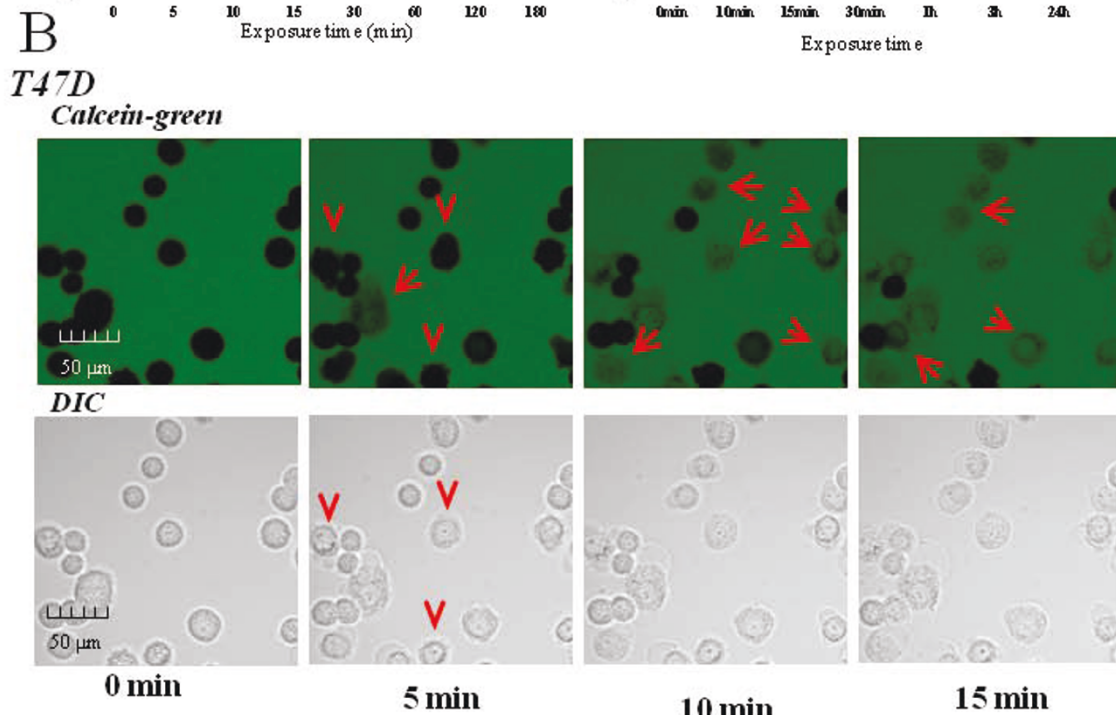 0 5 10 15 30 60 120 180
Exposure time (min)
0min 10min 15min 30min 1h 3h 24h
Exposure time
B
T47D
Calcein-green
50 µm
DIC
50 µm
0 min
5 min
10 min
15 min